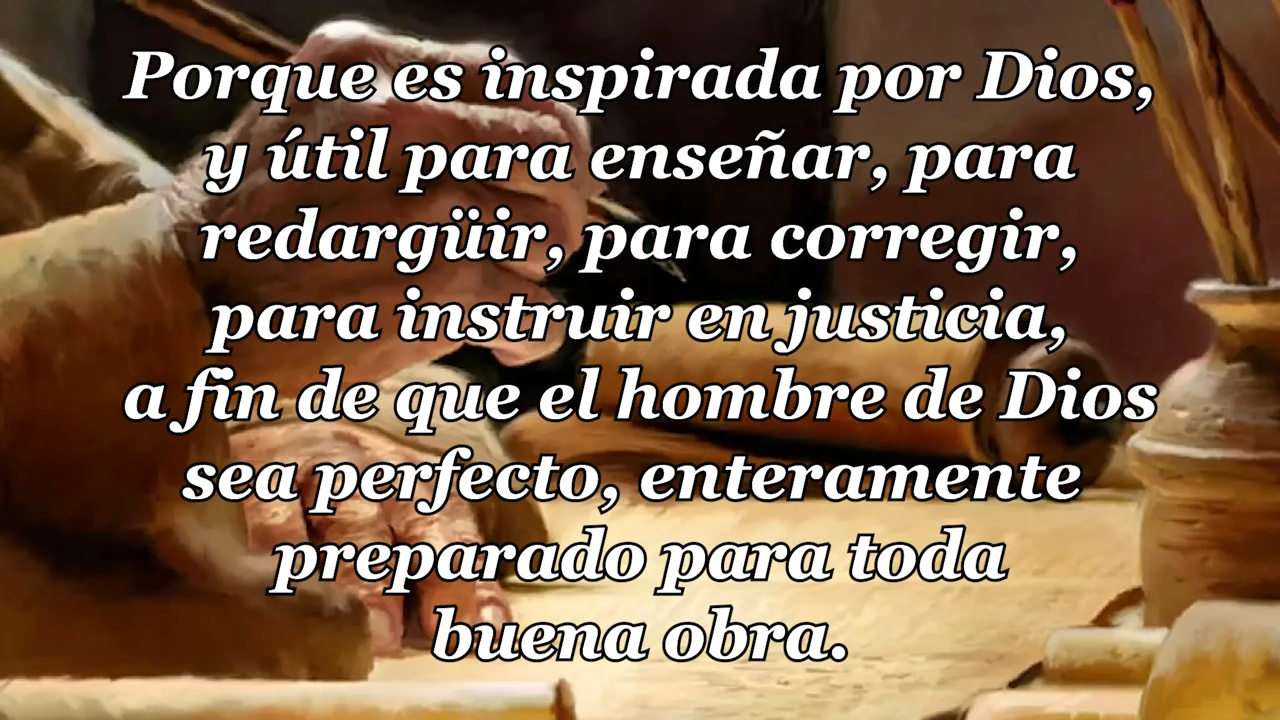 Porque es inspirada por Dios,
y útil para enseñar, para
redargüir, para corregir,
para instruir en justicia,
a fin de que el hombre de Dios
sea perfecto, enteramente
preparado para toda
buena obra.